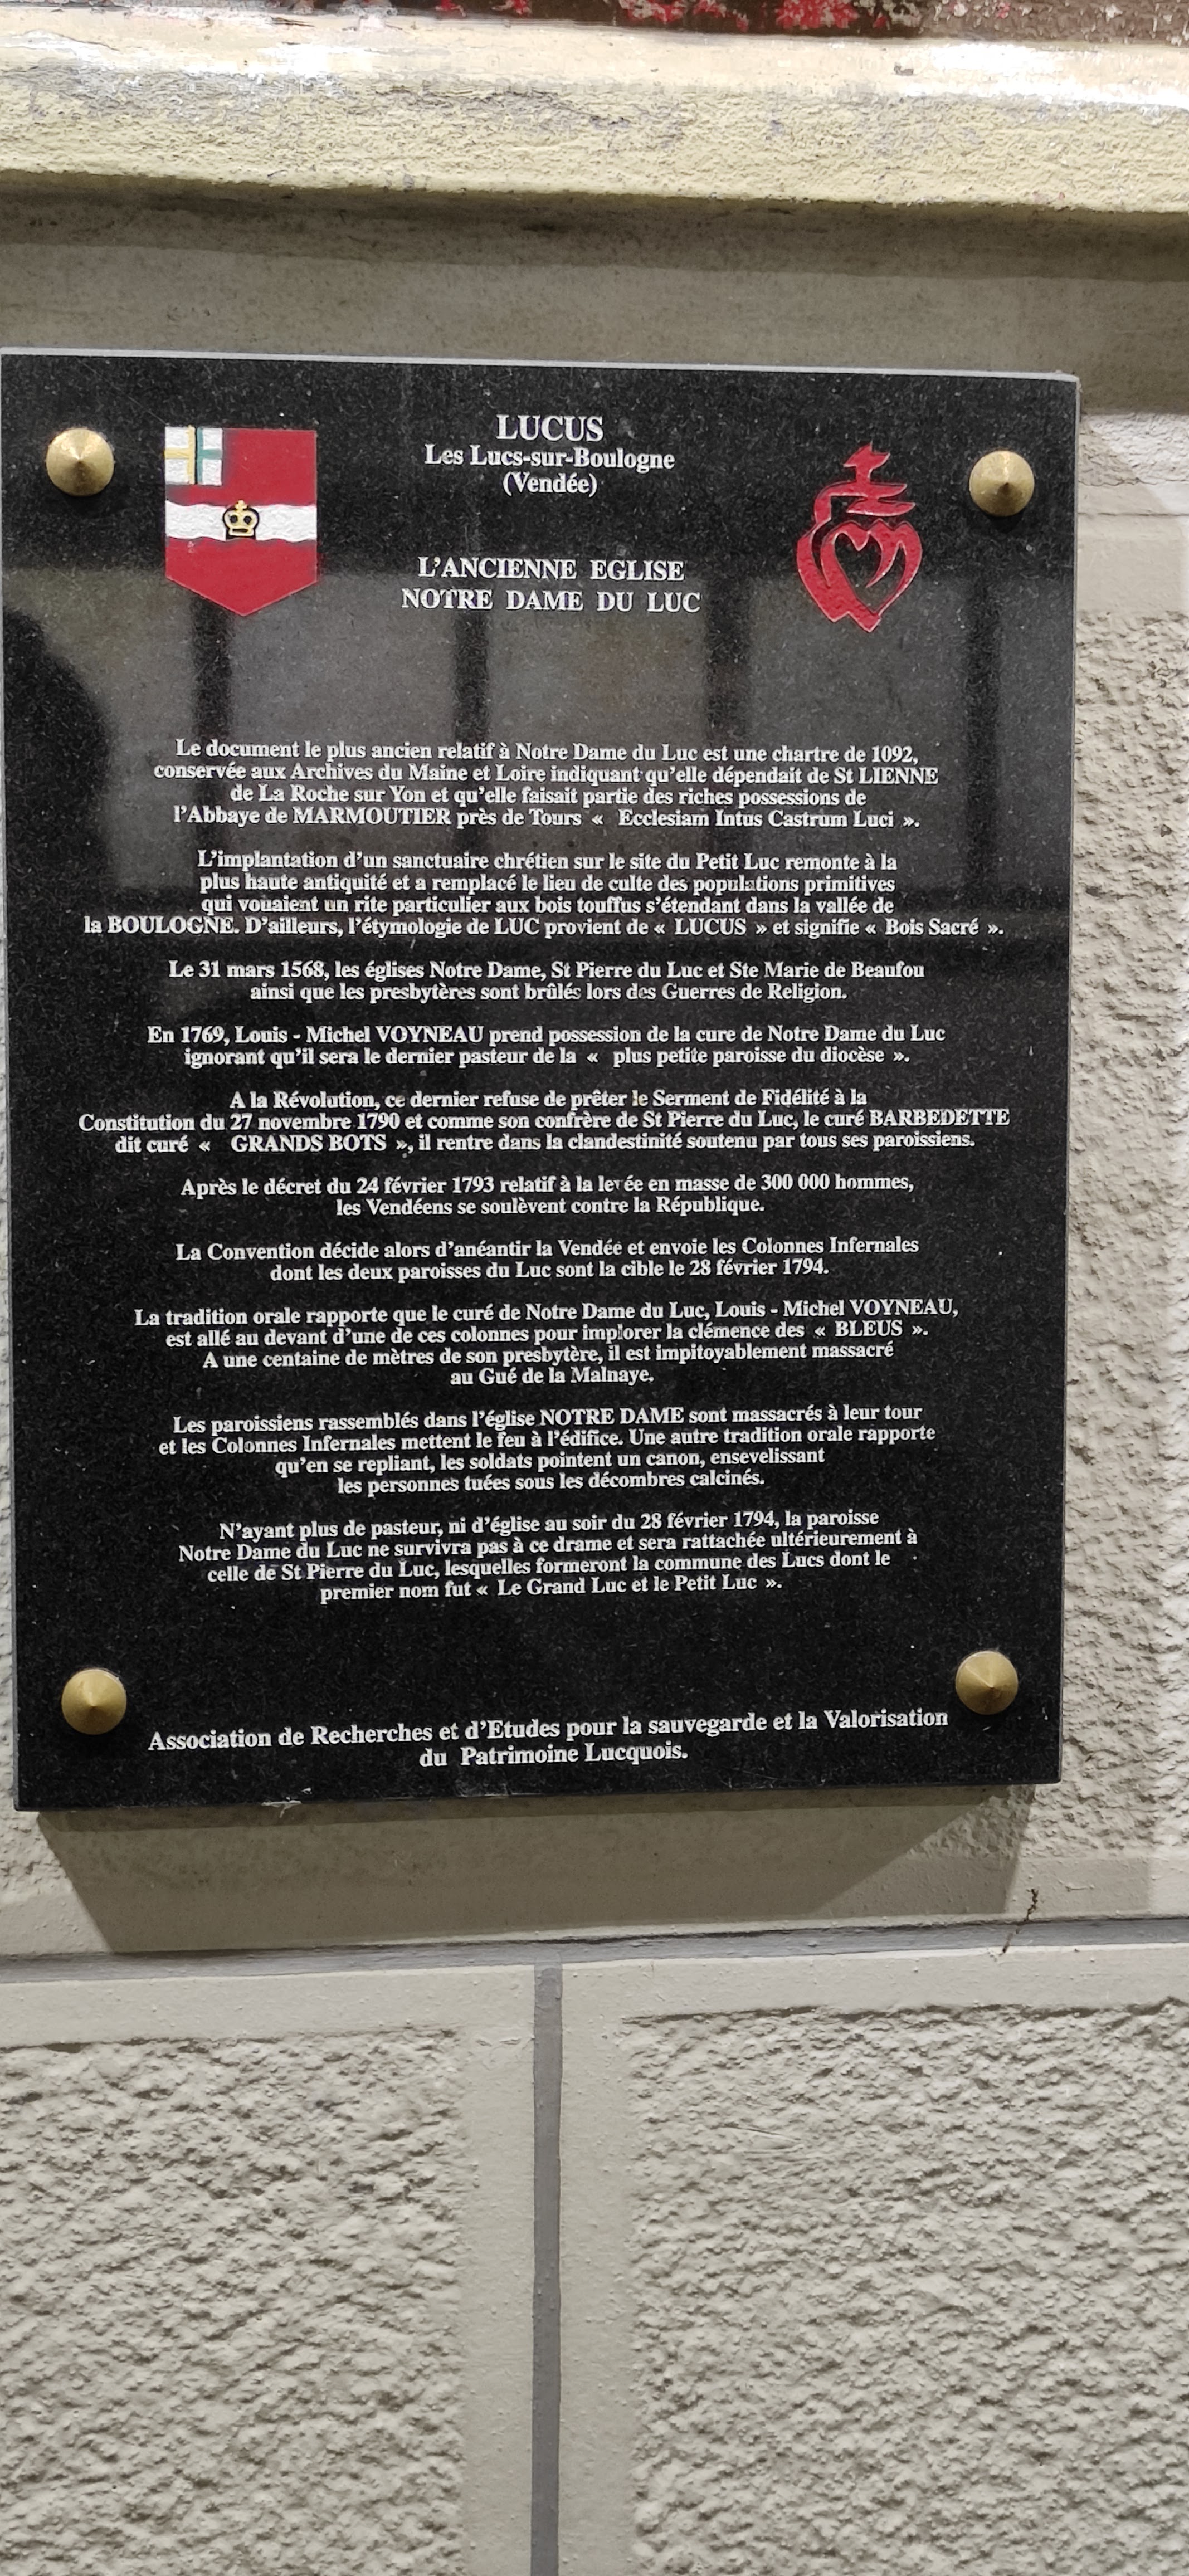 LUCUS
Les Lucs-sur-Boulogne
(Vendée)
L'ANCIENNE EGLISE
NOTRE DAME DU LUC
Le document le plus ancien relatif à Notre Dame du Luc est une chartre de 1092,
conservée aux Archives du Maine et Loire indiquant qu'elle dépendait de St LIENNE
de La Roche sur Yon et qu'elle faisait partie des riches possessions de
l'Abbaye de MARMOUTIER près de Tours « Ecclesiam Intus Castrum Luci ».
L'implantation d'un sanctuaire chrétien sur le site du Petit Luc remonte à la
plus haute antiquité et a remplacé le lieu de culte des populations primitives
qui vouaient un rite particulier aux bois touffus s'étendant dans la vallée de
la BOULOGNE. D'ailleurs, l'étymologie de LUC provient de « LUCUS » et signifie « Bois Sacré ».
Le 31 mars 1568, les églises Notre Dame, St Pierre du Luc et Ste Marie de Beaufou
ainsi que les presbytères sont brûlés lors des Guerres de Religion.
En 1769, Louis - Michel VOYNEAU prend possession de la cure de Notre Dame du Luc
ignorant qu'il sera le dernier pasteur de la « plus petite paroisse du diocèse ».
A la Révolution, ce dernier refuse de prêter le Serment de Fidélité à la
Constitution du 27 novembre 1790 et comme son confrère de St Pierre du Luc, le curé BARBEDETTE
dit curé « GRANDS BOTS », il rentre dans la clandestinité soutenu par tous ses paroissiens.
Après le décret du 24 février 1793 relatif à la levée en masse de 300 000 hommes,
les Vendéens se soulèvent contre la République.
La Convention décide alors d'anéantir la Vendée et envoie les Colonnes Infernales
dont les deux paroisses du Luc sont la cible le 28 février 1794.
La tradition orale rapporte que le curé de Notre Dame du Luc, Louis - Michel VOYNEAU,
est allé au devant d'une de ces colonnes pour implorer la clémence des « BLEUS ».
A une centaine de mètres de son presbytère, il est impitoyablement massacré
au Gué de la Malnaye.
Les paroissiens rassemblés dans l'église NOTRE DAME sont massacrés à leur tour
et les Colonnes Infernales mettent le feu à l'édifice. Une autre tradition orale rapporte
qu'en se repliant, les soldats pointent un canon, ensevelissant
les personnes tuées sous les décombres calcinés.
N'ayant plus de pasteur, ni d'église au soir du 28 février 1794, la paroisse
Notre Dame du Luc ne survivra pas à ce drame et sera rattachée ultérieurement à
celle de St Pierre du Luc, lesquelles formeront la commune des Lucs dont le
premier nom fut « Le Grand Luc et le Petit Luc ».
Association de Recherches et d'Etudes pour la sauvegarde et la Valorisation
du Patrimoine Lucquois.